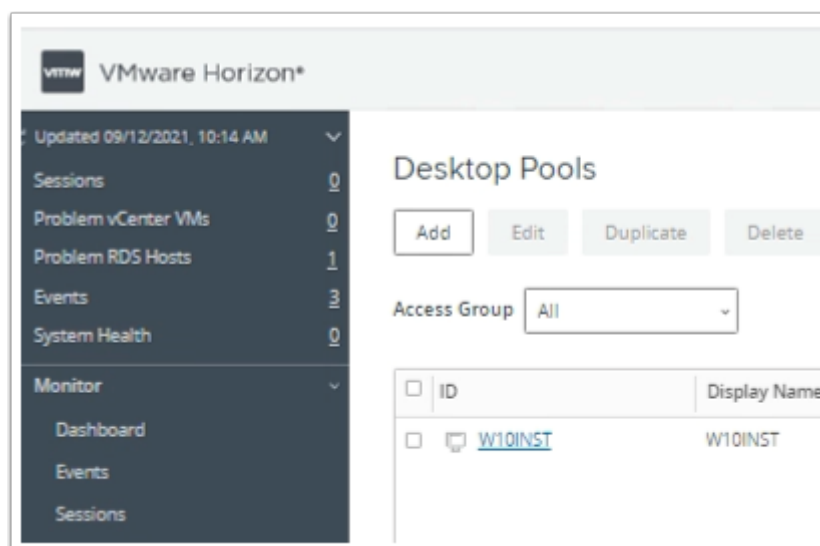 vmw VMware Horizon®
Updated 09/12/2021, 10:14 AM
Sessions 0
Problem vCenter VMs 0
Problem RDS Hosts 1
Events 3
System Health 0
Monitor
Dashboard
Events
Sessions
Desktop Pools
Add Edit Duplicate Delete
Access Group All
ID Display Name
W10INST W10INST